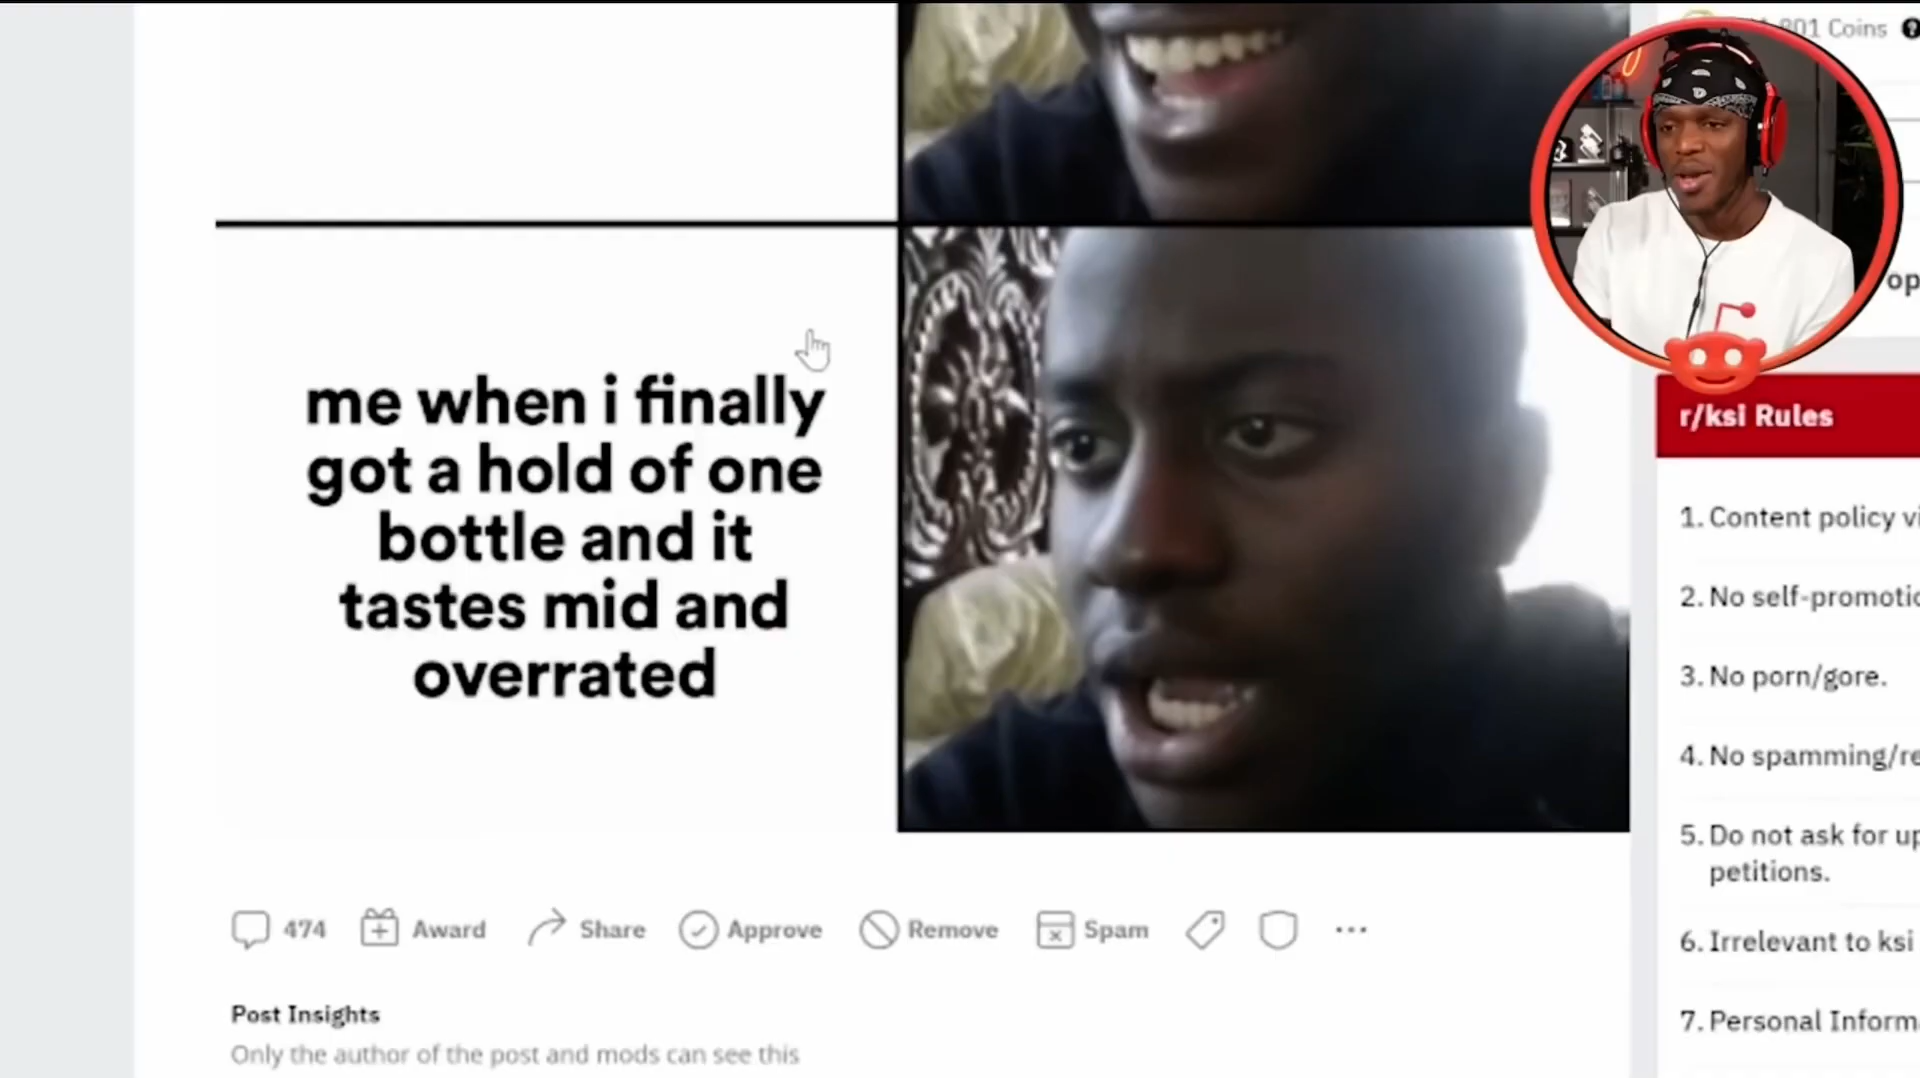 801 Coins
op
me when i finally
got a hold of one
bottle and it
tastes mid and
overrated
r/ksi Rules
1. Content policy vi
2. No self-promotio
3. No porn/gore.
4. No spamming/re
5. Do not ask for up
petitions.
6. Irrelevant to ksi
7. Personal Inform
474 Award Share Approve Remove Spam
Post Insights
Only the author of the post and mods can see this